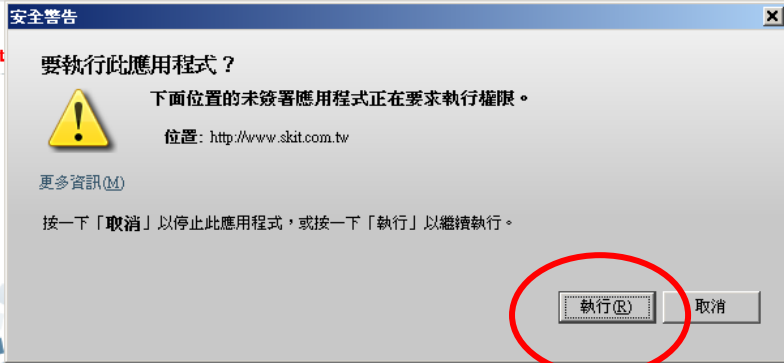 安全警告
要執行此應用程式？
下面位置的未簽署應用程式正在要求執行權限。
位置: http://www.skit.com.tw
更多資訊(M)
按一下「取消」以停止此應用程式，或按一下「執行」以繼續執行。
執行(R)
取消